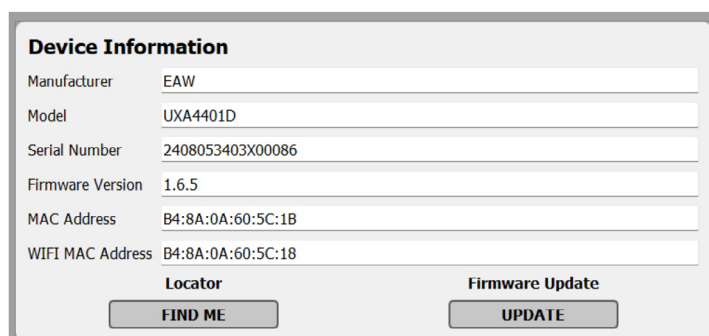 Device Information
Manufacturer EAW
Model UXA4401D
Serial Number 2408053403X00086
Firmware Version 1.6.5
MAC Address B4:8A:0A:60:5C:1B
WIFI MAC Address B4:8A:0A:60:5C:18
Locator Firmware Update
FIND ME UPDATE